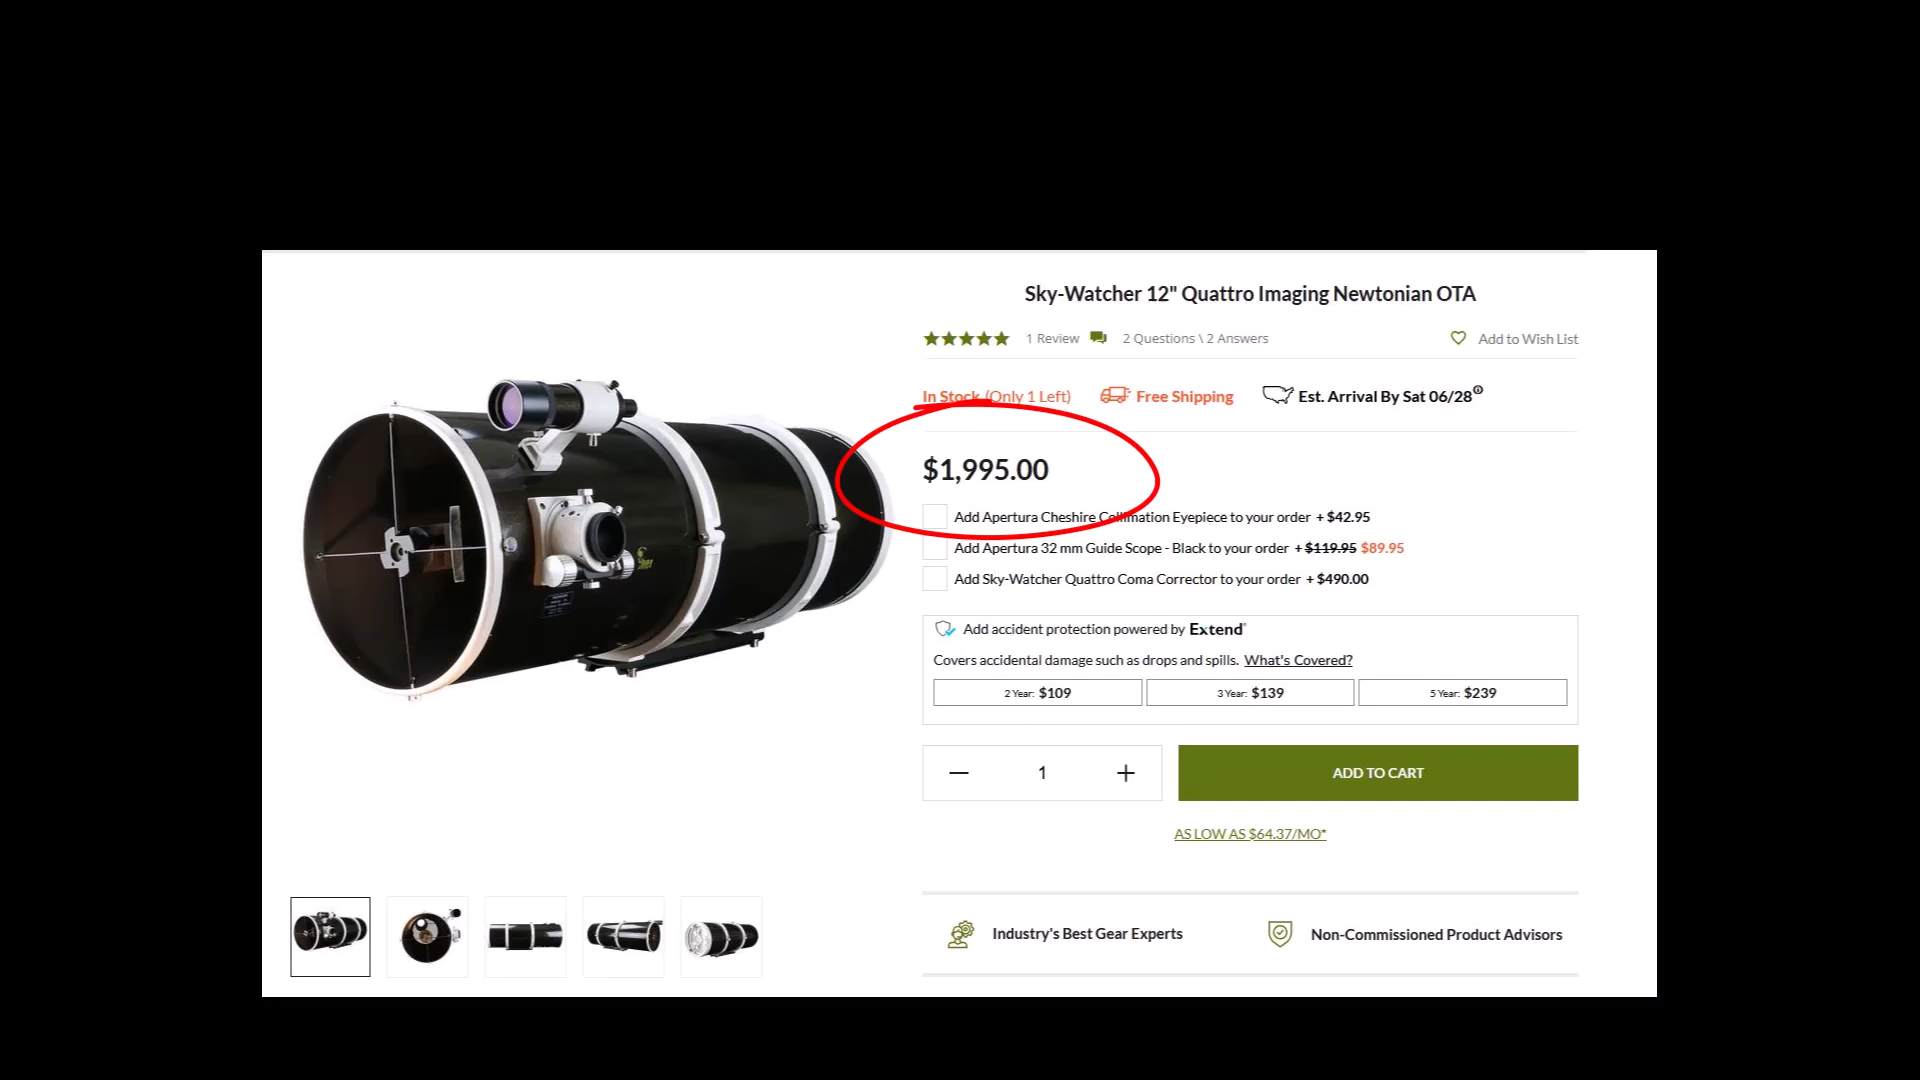 Sky-Watcher 12" Quattro Imaging Newtonian OTA
1 Review 2 Questions \ 2 Answers Add to Wish List
In Stock (Only 1 Left) Free Shipping Est. Arrival By Sat 06/28
$1,995.00
Add Apertura Cheshire Collimation Eyepiece to your order + $42.95
Add Apertura 32 mm Guide Scope - Black to your order + $119.95 $89.95
Add Sky-Watcher Quattro Coma Corrector to your order + $490.00
Add accident protection powered by Extend
Covers accidental damage such as drops and spills. What's Covered?
2 Year: $109 3 Year: $139 5 Year: $239
1 ADD TO CART
AS LOW AS $64.37/MO*
Industry's Best Gear Experts Non-Commissioned Product Advisors